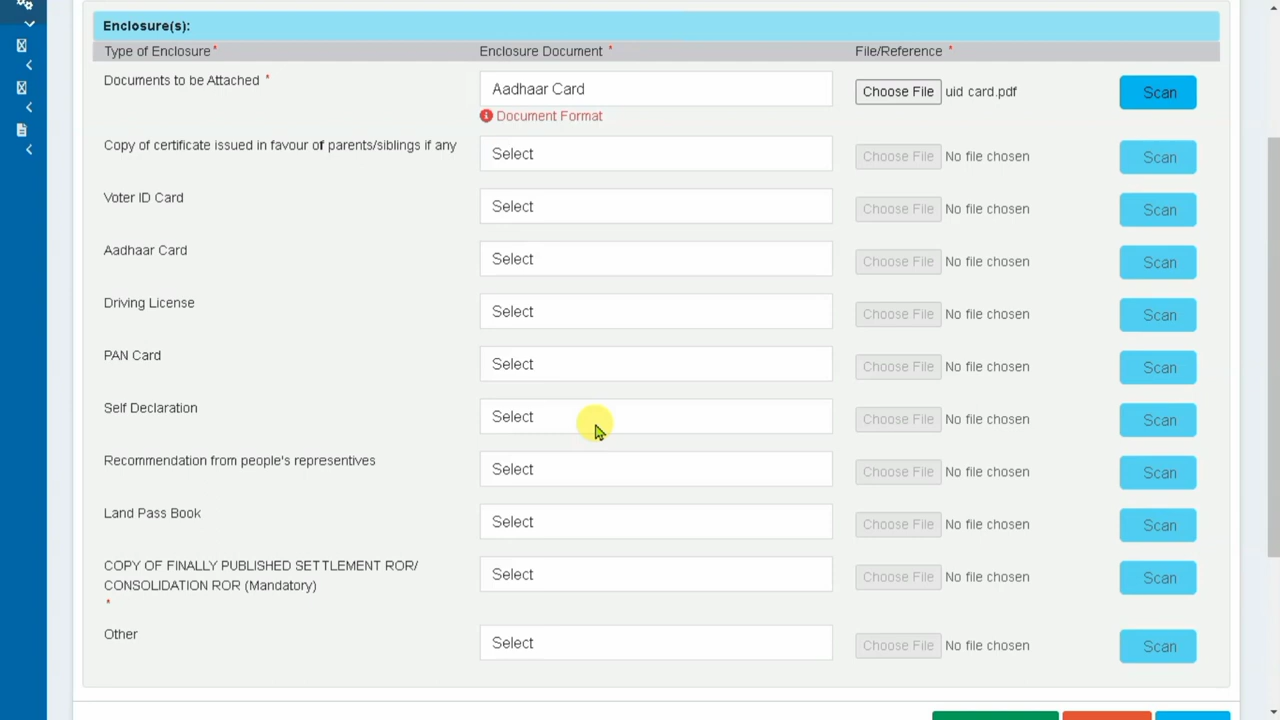 Enclosure(s):
Type of Enclosure* Enclosure Document * File/Reference *
Documents to be Attached * Aadhaar Card Choose File uid card.pdf Scan
Document Format
Copy of certificate issued in favour of parents/siblings if any Select Choose File No file chosen Scan
Voter ID Card Select Choose File No file chosen Scan
Aadhaar Card Select Choose File No file chosen Scan
Driving License Select Choose File No file chosen Scan
PAN Card Select Choose File No file chosen Scan
Self Declaration Select Choose File No file chosen Scan
Recommendation from people's representives Select Choose File No file chosen Scan
Land Pass Book Select Choose File No file chosen Scan
COPY OF FINALLY PUBLISHED SETTLEMENT ROR/ Select Choose File No file chosen Scan
CONSOLIDATION ROR (Mandatory)
*
Other Select Choose File No file chosen Scan